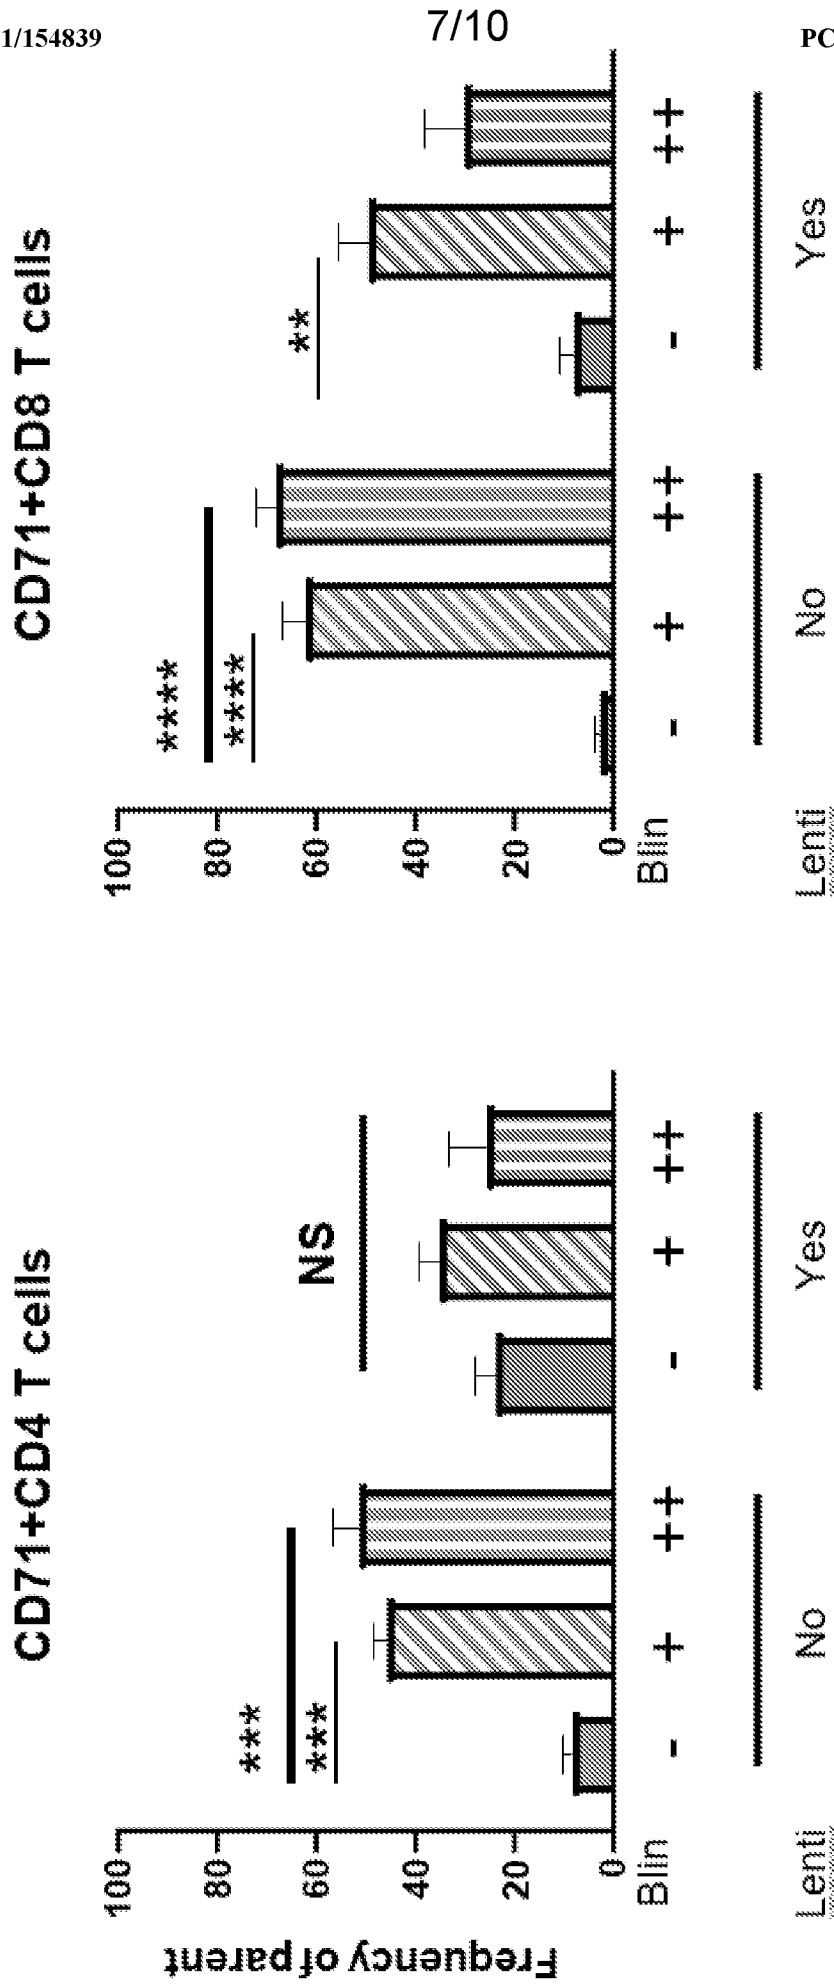 1/154839
7/10
PC
CD71+CD4 T cells
Frequency of parent
100
80
60
40
20
0
***
***
NS
Blin - + ++ - + ++
Lenti No Yes
CD71+CD8 T cells
100
80
60
40
20
0
****
****
**
Blin - + ++ - + ++
Lenti No Yes